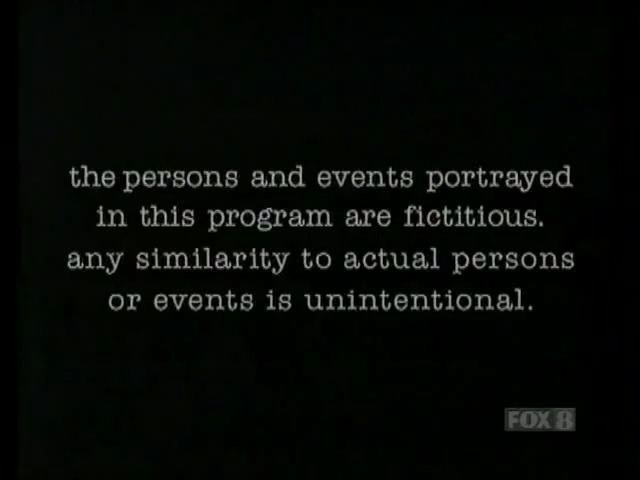 the persons and events portrayed
in this program are fictitious.
any similarity to actual persons
or events is unintentional.
FOX 8